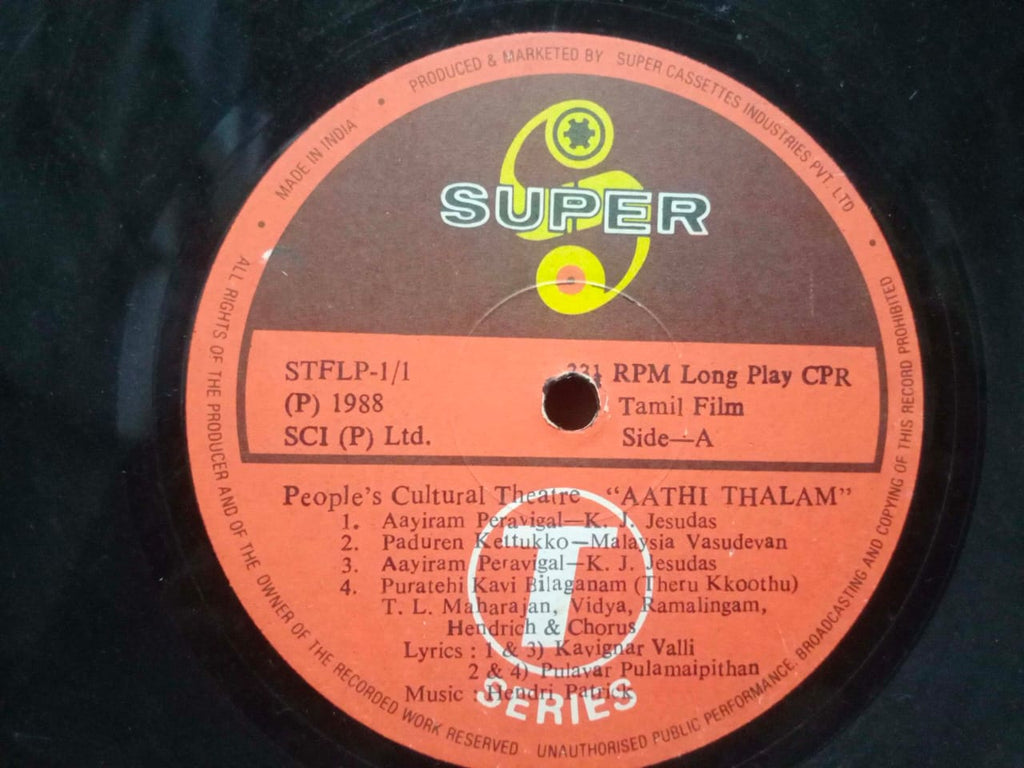 MADE IN INDIA • PRODUCED & MARKETED BY SUPER CASSETTES INDUSTRIES PVT. LTD •
SUPER
STFLP-1/1
(P) 1988
SCI (P) Ltd.
RPM Long Play CPR
Tamil Film
Side—A
People's Cultural Theatre "AATHI THALAM"
1. Aayiram Peravigal—K. J. Jesudas
2. Paduren Kettukko—Malaysia Vasudevan
3. Aayiram Peravigal—K. J. Jesudas
4. Puratehi Kavi Bilaganam (Theru Kkoothu)
T. L. Maharajan, Vidya, Ramalingam,
Hendrich & Chorus
Lyrics : 1 & 3) Kavignar Valli
2 & 4) Pulavar Pulamaipithan
Music : Hendri Patrick
T
SERIES
ALL RIGHTS OF THE PRODUCER AND OF THE OWNER OF THE RECORDED WORK RESERVED UNAUTHORISED PUBLIC PERFORMANCE, BROADCASTING AND COPYING OF THIS RECORD PROHIBITED